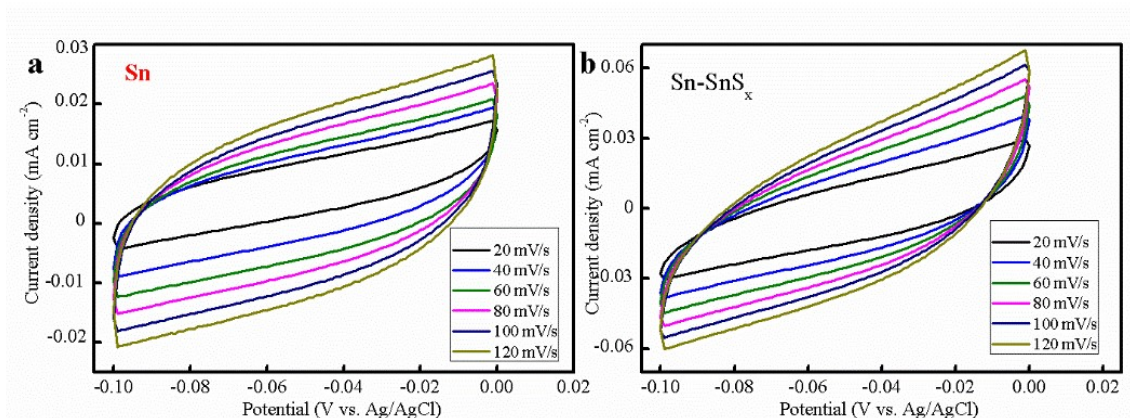 a
Sn
Current density (mA cm⁻²)
0.03
0.02
0.01
0
-0.01
-0.02
-0.10
-0.08
-0.06
-0.04
-0.02
0.00
0.02
Potential (V vs. Ag/AgCl)
20 mV/s
40 mV/s
60 mV/s
80 mV/s
100 mV/s
120 mV/s
b
Sn-SnSₓ
Current density (mA cm⁻²)
0.06
0.03
0
-0.03
-0.06
-0.10
-0.08
-0.06
-0.04
-0.02
0.00
0.02
Potential (V vs. Ag/AgCl)
20 mV/s
40 mV/s
60 mV/s
80 mV/s
100 mV/s
120 mV/s